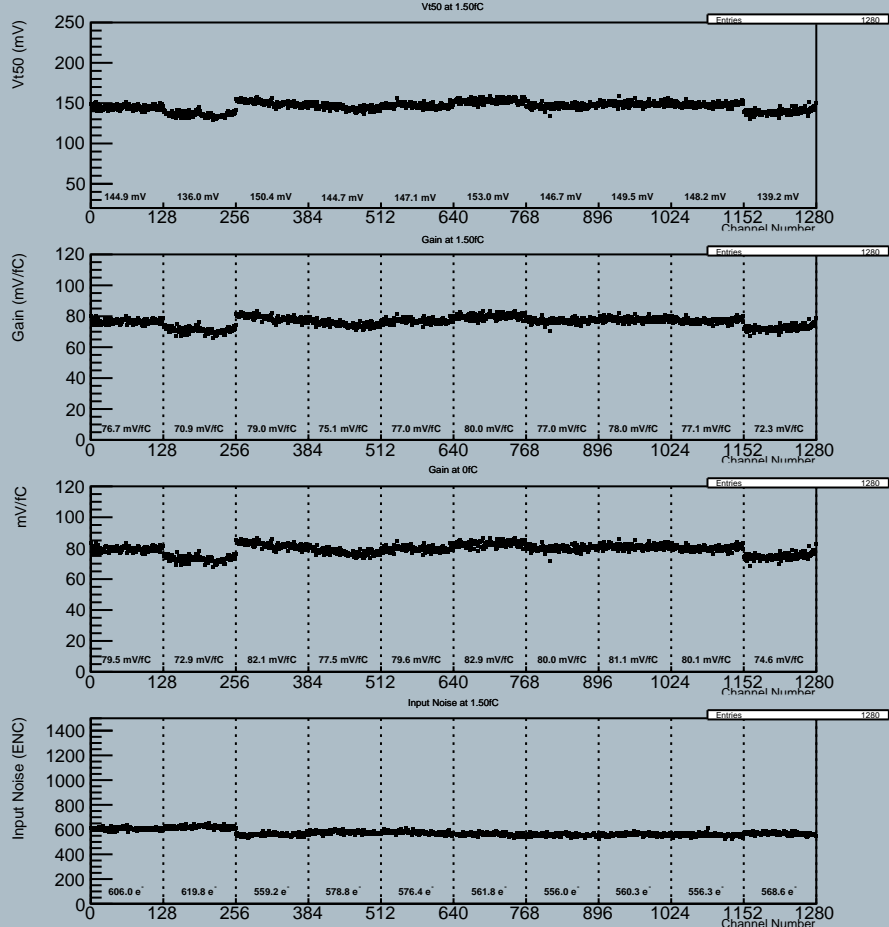 Vt50 at 1.50fC
Entries 1280
Vt50 (mV)
250
200
150
100
50
144.9 mV 136.0 mV 150.4 mV 144.7 mV 147.1 mV 153.0 mV 146.7 mV 149.5 mV 148.2 mV 139.2 mV
0 128 256 384 512 640 768 896 1024 1152 1280
Channel Number
Gain at 1.50fC
Entries 1280
Gain (mV/fC)
120
100
80
60
40
20
0
76.7 mV/fC 70.9 mV/fC 79.0 mV/fC 75.1 mV/fC 77.0 mV/fC 80.0 mV/fC 77.0 mV/fC 78.0 mV/fC 77.1 mV/fC 72.3 mV/fC
0 128 256 384 512 640 768 896 1024 1152 1280
Channel Number
Gain at 0fC
Entries 1280
mV/fC
120
100
80
60
40
20
0
79.5 mV/fC 72.9 mV/fC 82.1 mV/fC 77.5 mV/fC 79.6 mV/fC 82.9 mV/fC 80.0 mV/fC 81.1 mV/fC 80.1 mV/fC 74.6 mV/fC
0 128 256 384 512 640 768 896 1024 1152 1280
Channel Number
Input Noise at 1.50fC
Entries 1280
Input Noise (ENC)
1400
1200
1000
800
600
400
200
0
606.0 e⁻ 619.8 e⁻ 559.2 e⁻ 578.8 e⁻ 576.4 e⁻ 561.8 e⁻ 556.0 e⁻ 560.3 e⁻ 556.3 e⁻ 568.6 e⁻
0 128 256 384 512 640 768 896 1024 1152 1280
Channel Number